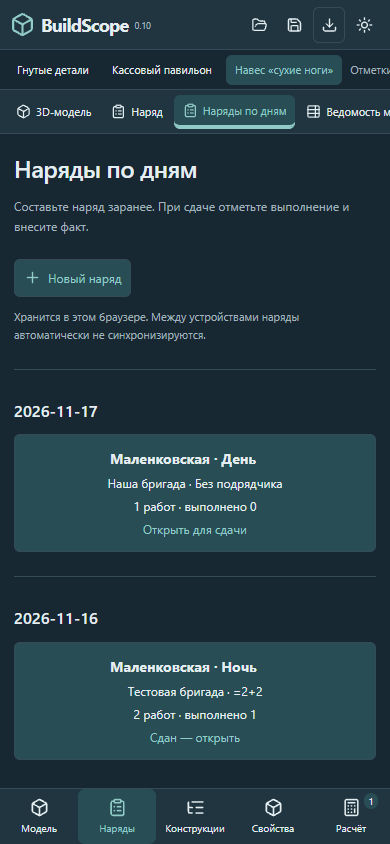 BuildScope 0.10
Гнутые детали Кассовый павильон Навес «сухие ноги» Отметки
3D-модель Наряд Наряды по дням Ведомость м
Наряды по дням
Составьте наряд заранее. При сдаче отметьте выполнение и
внесите факт.
+ Новый наряд
Хранится в этом браузере. Между устройствами наряды
автоматически не синхронизируются.
2026-11-17
Маленковская · День
Наша бригада · Без подрядчика
1 работ · выполнено 0
Открыть для сдачи
2026-11-16
Маленковская · Ночь
Тестовая бригада · =2+2
2 работ · выполнено 1
Сдан — открыть
Модель Наряды Конструкции Свойства Расчёт 1